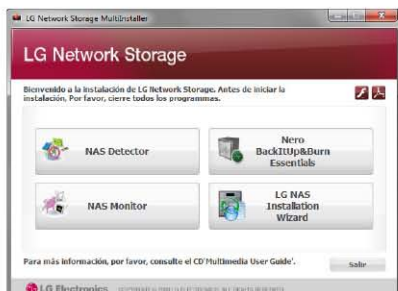 LG Network Storage MultiInstaller
LG Network Storage
Bienvenido a la instalación de LG Network Storage. Antes de iniciar la
instalación, Por favor, cierre todos los programmas.
NAS Detector
Nero
BackItUp&Burn
Essentials
NAS Monitor
LG NAS
Installation
Wizard
Para más información, por favor, consulte el CD'Multimedia User Guide'.
Salir
LG Electronics